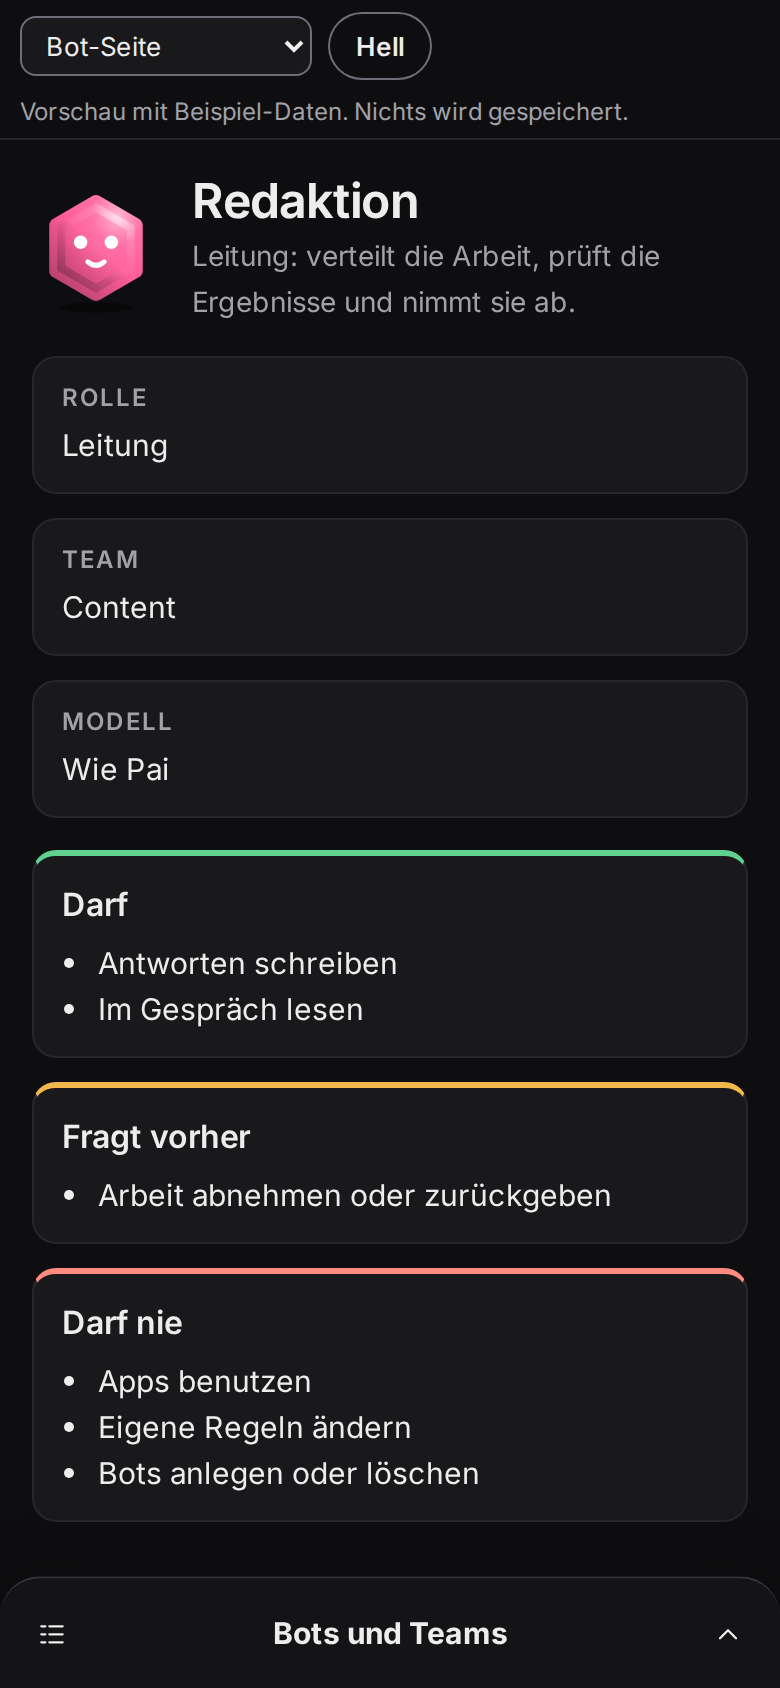 Bot-Seite
Hell
Vorschau mit Beispiel-Daten. Nichts wird gespeichert.
Redaktion
Leitung: verteilt die Arbeit, prüft die
Ergebnisse und nimmt sie ab.
ROLLE
Leitung
TEAM
Content
MODELL
Wie Pai
Darf
• Antworten schreiben
• Im Gespräch lesen
Fragt vorher
• Arbeit abnehmen oder zurückgeben
Darf nie
• Apps benutzen
• Eigene Regeln ändern
• Bots anlegen oder löschen
Bots und Teams